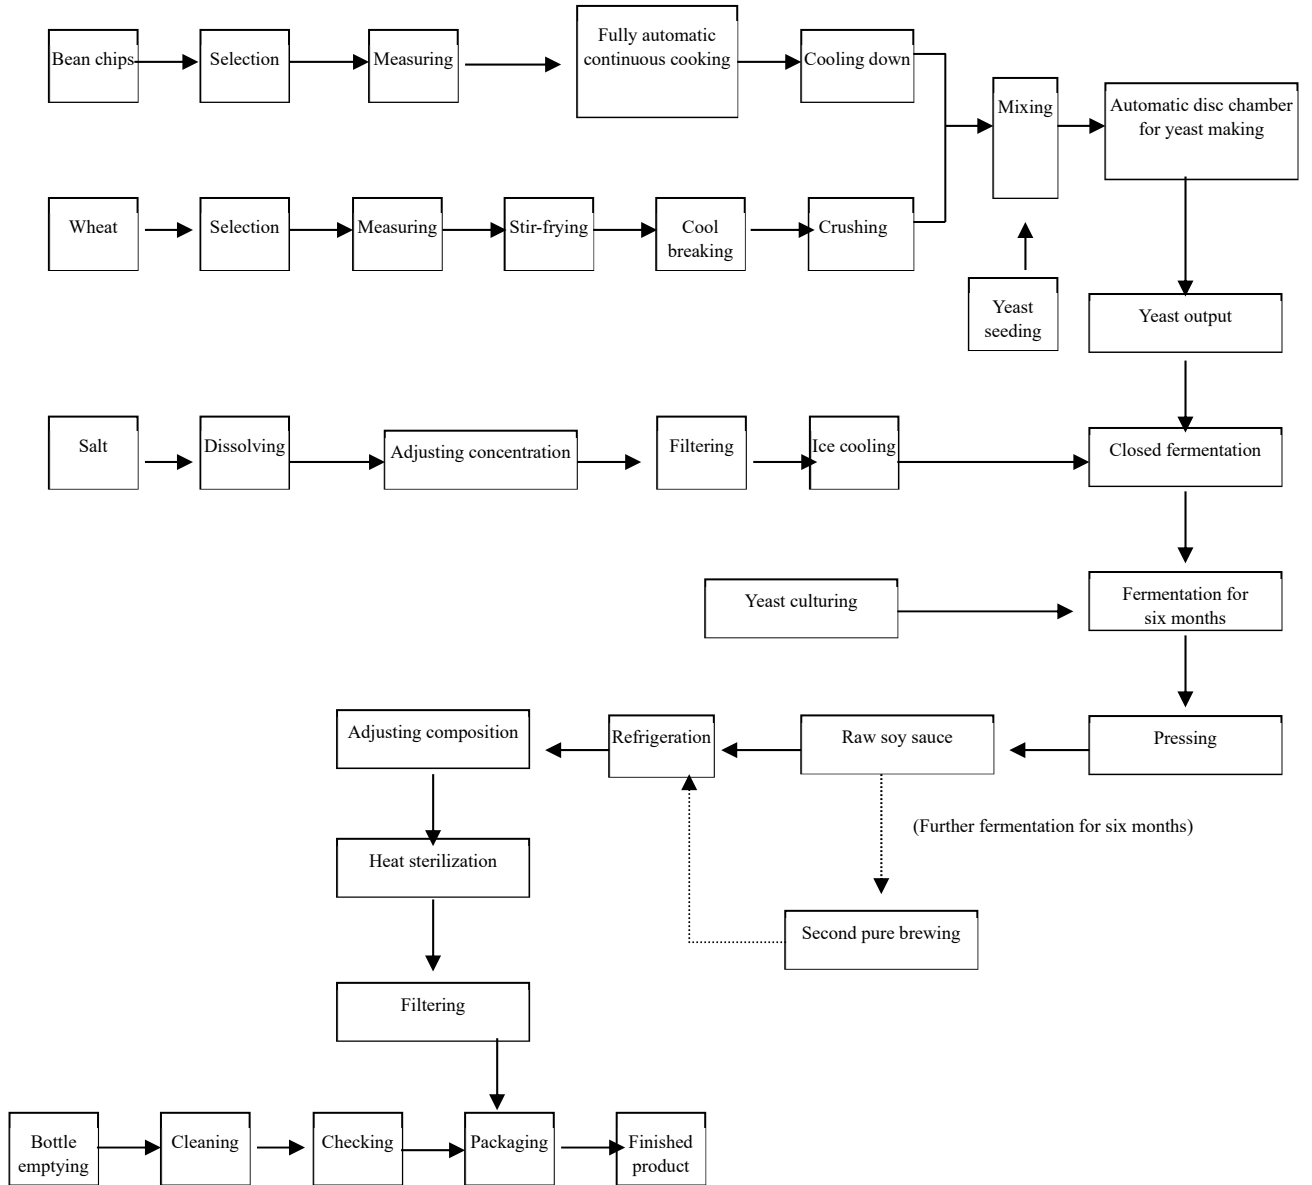 Bean chips
Selection
Measuring
Fully automatic
continuous cooking
Cooling down
Mixing
Automatic disc chamber
for yeast making
Wheat
Selection
Measuring
Stir-frying
Cool
breaking
Crushing
Yeast
seeding
Yeast output
Salt
Dissolving
Adjusting concentration
Filtering
Ice cooling
Closed fermentation
Yeast culturing
Fermentation for
six months
Adjusting composition
Refrigeration
Raw soy sauce
Pressing
(Further fermentation for six months)
Heat sterilization
Second pure brewing
Filtering
Bottle
emptying
Cleaning
Checking
Packaging
Finished
product